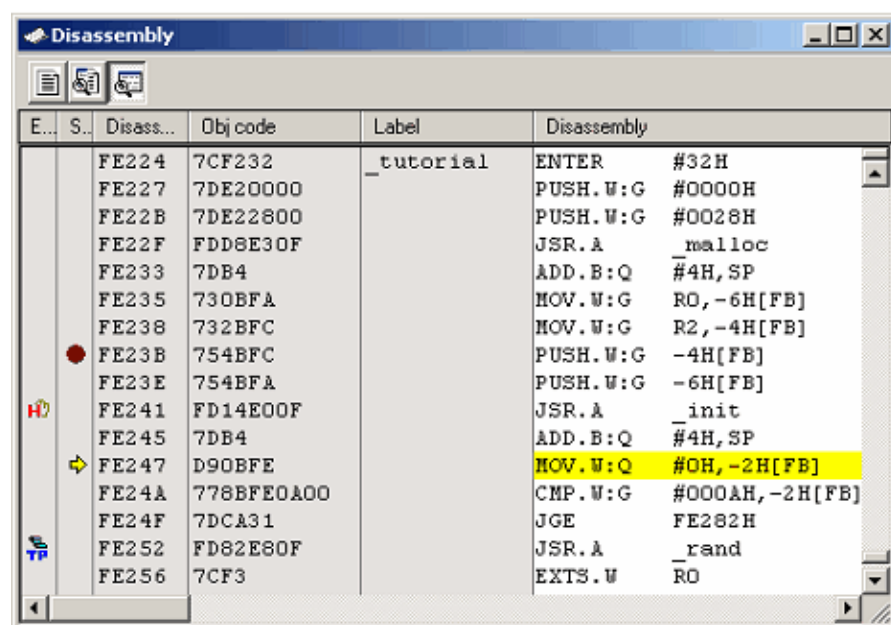 Disassembly
E... S.. Disass... Obj code Label Disassembly
FE224 7CF232 _tutorial ENTER #32H
FE227 7DE20000 PUSH.W:G #0000H
FE22B 7DE22800 PUSH.W:G #0028H
FE22F FDD8E30F JSR.A _malloc
FE233 7DB4 ADD.B:Q #4H,SP
FE235 730BFA MOV.W:G R0,-6H[FB]
FE238 732BFC MOV.W:G R2,-4H[FB]
FE23B 754BFC PUSH.W:G -4H[FB]
FE23E 754BFA PUSH.W:G -6H[FB]
H FE241 FD14E00F JSR.A _init
FE245 7DB4 ADD.B:Q #4H,SP
FE247 D90BFE MOV.W:Q #0H,-2H[FB]
FE24A 778BFE0A00 CMP.W:G #000AH,-2H[FB]
FE24F 7DCA31 JGE FE282H
TP FE252 FD82E80F JSR.A _rand
FE256 7CF3 EXTS.W R0